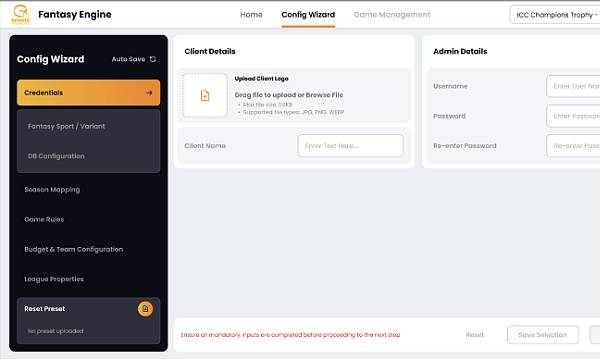 Fantasy Engine
Home
Config Wizard
Game Management
ICC Champions Trophy -
Config Wizard
Auto Save
Credentials
Fantasy Sport / Variant
DB Configuration
Season Mapping
Game Rules
Budget & Team Configuration
League Properties
Reset Preset
No preset uploaded
Client Details
Upload Client Logo
Drag file to upload or Browse File
• Max file size: 50KB
• Supported file types: JPG, PNG, WEBP
Client Name
Enter Text Here...
Admin Details
Username
Enter User Nam
Password
Enter Password
Re-enter Password
Re-enter Pass
Ensure all mandatory inputs are completed before proceeding to the next step
Reset
Save Selection